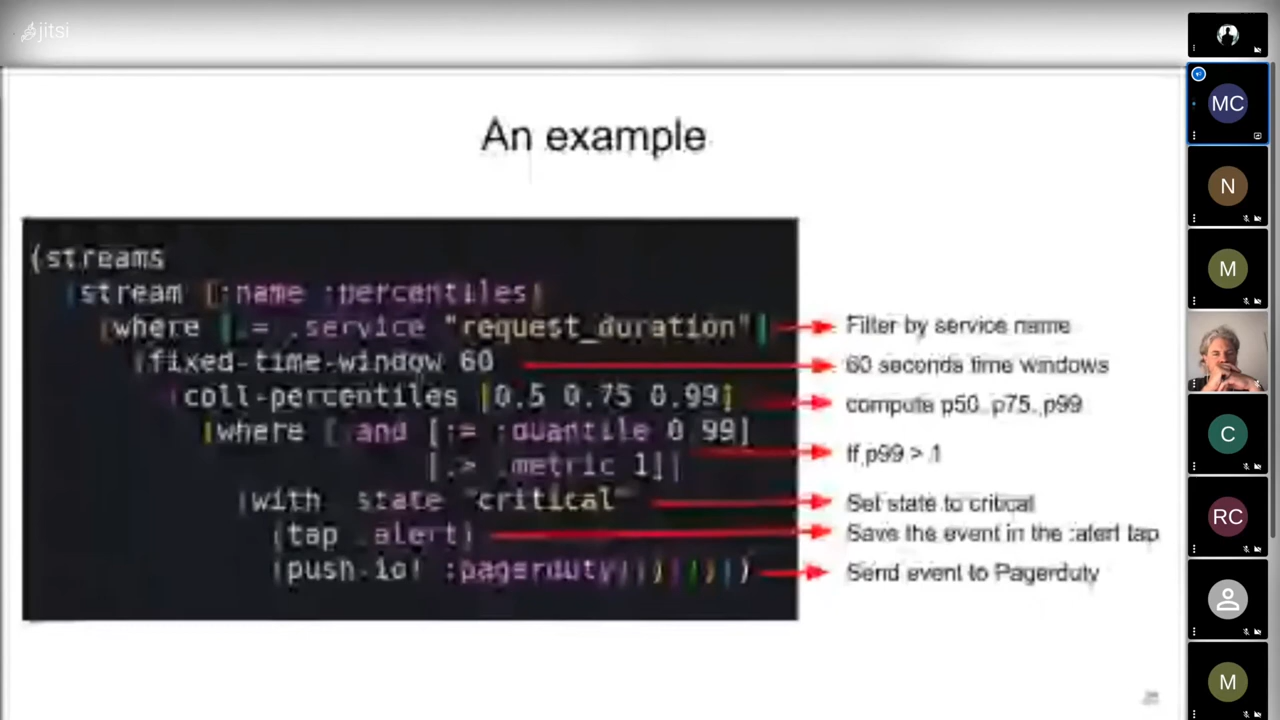 jitsi
An example
(streams
(stream {:name :percentiles}
(where [:= :service "request_duration"]
(fixed-time-window 60
(coll-percentiles [0.5 0.75 0.99]
(where [:and [:= :quantile 0.99]
[:> :metric 1]]
(with :state "critical"
(tap :alert)
(push-io! :pagerduty))))))))
Filter by service name
60 seconds time windows
compute p50, p75, p99
If p99 > 1
Set state to critical
Save the event in the :alert tap
Send event to Pagerduty
MC
N
M
C
RC
M